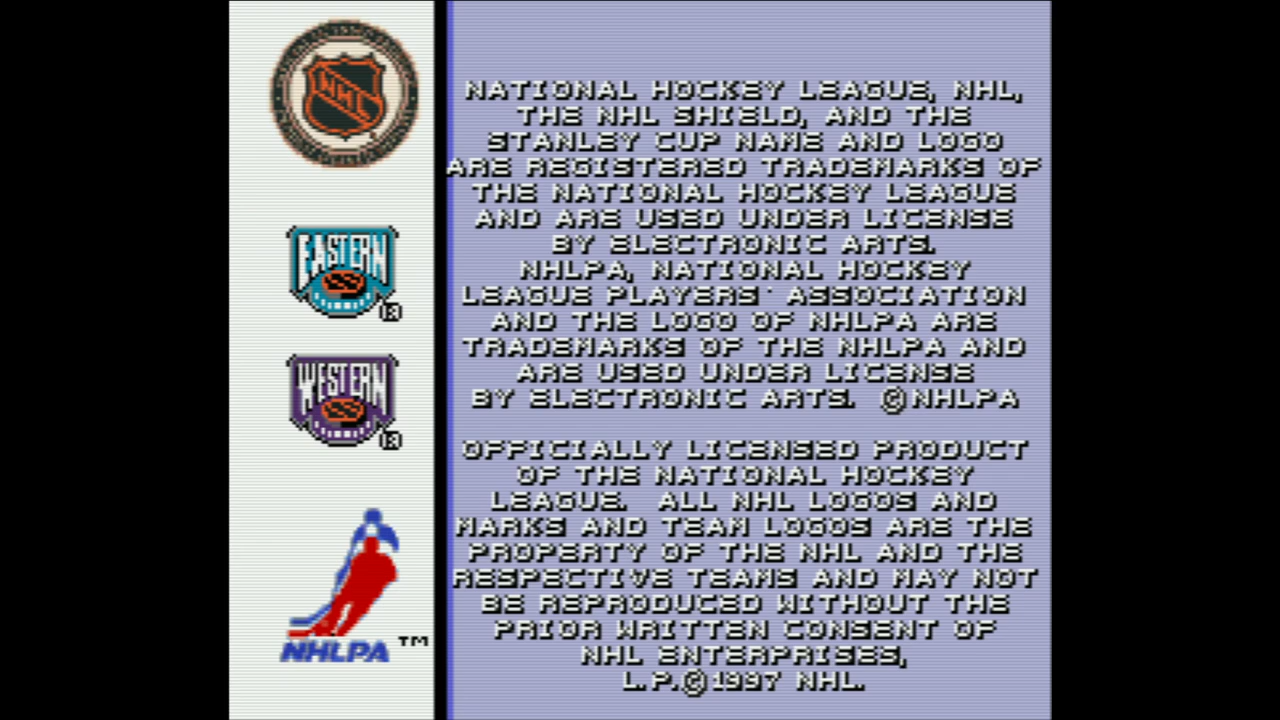 NHL
EASTERN
®
WESTERN
®
NHLPA ™
NATIONAL HOCKEY LEAGUE, NHL,
THE NHL SHIELD, AND THE
STANLEY CUP NAME AND LOGO
ARE REGISTERED TRADEMARKS OF
THE NATIONAL HOCKEY LEAGUE
AND ARE USED UNDER LICENSE
BY ELECTRONIC ARTS.
NHLPA, NATIONAL HOCKEY
LEAGUE PLAYERS' ASSOCIATION
AND THE LOGO OF NHLPA ARE
TRADEMARKS OF THE NHLPA AND
ARE USED UNDER LICENSE
BY ELECTRONIC ARTS. ©NHLPA
OFFICIALLY LICENSED PRODUCT
OF THE NATIONAL HOCKEY
LEAGUE. ALL NHL LOGOS AND
MARKS AND TEAM LOGOS ARE THE
PROPERTY OF THE NHL AND THE
RESPECTIVE TEAMS AND MAY NOT
BE REPRODUCED WITHOUT THE
PRIOR WRITTEN CONSENT OF
NHL ENTERPRISES,
L.P.©1997 NHL.